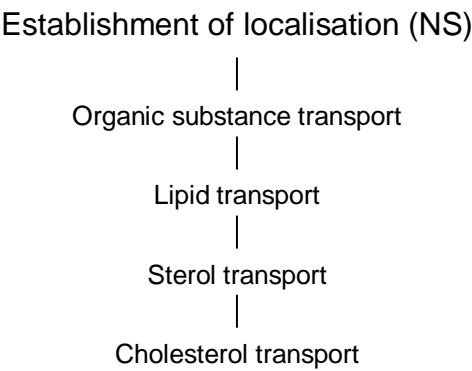 Establishment of localisation (NS)
Organic substance transport
Lipid transport
Sterol transport
Cholesterol transport